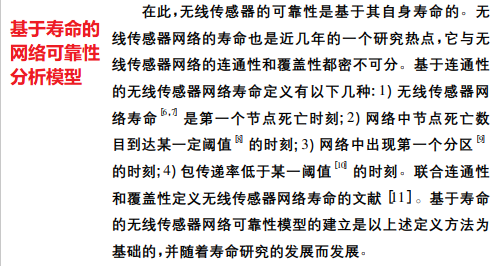 基于寿命的
网络可靠性
分析模型
在此,无线传感器的可靠性是基于其自身寿命的。无
线传感器网络的寿命也是近几年的一个研究热点,它与无
线传感器网络的连通性和覆盖性都密不可分。基于连通性
的无线传感器网络寿命定义有以下几种:1)无线传感器网
络寿命[6,7]是第一个节点死亡时刻;2)网络中节点死亡数
目到达某一定阈值[8]的时刻;3)网络中出现第一个分区[9]
的时刻;4)包传递率低于某一阈值[10]的时刻。联合连通性
和覆盖性定义无线传感器网络寿命的文献[11]。基于寿命
的无线传感器网络可靠性模型的建立是以上述定义方法为
基础的,并随着寿命研究的发展而发展。